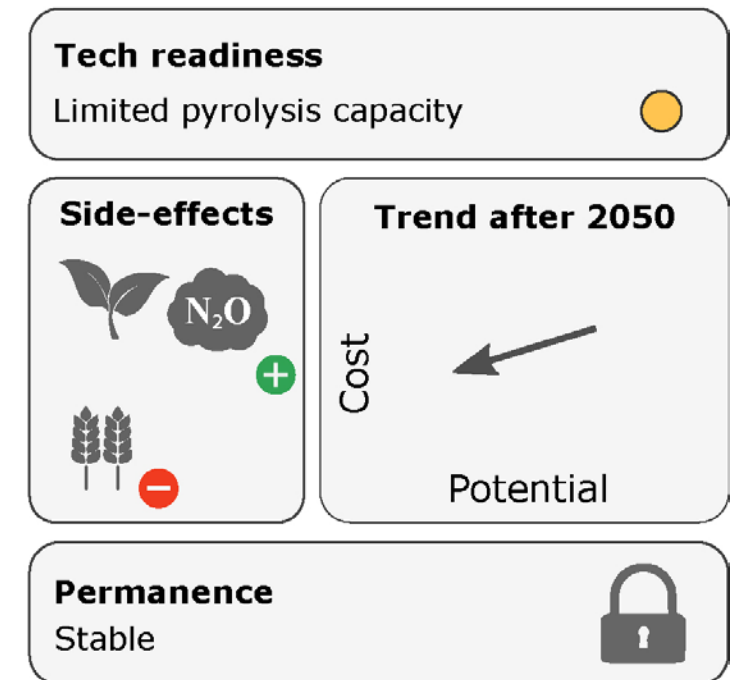 Tech readiness
Limited pyrolysis capacity
Side-effects
N₂O
Trend after 2050
Cost
Potential
Permanence
Stable